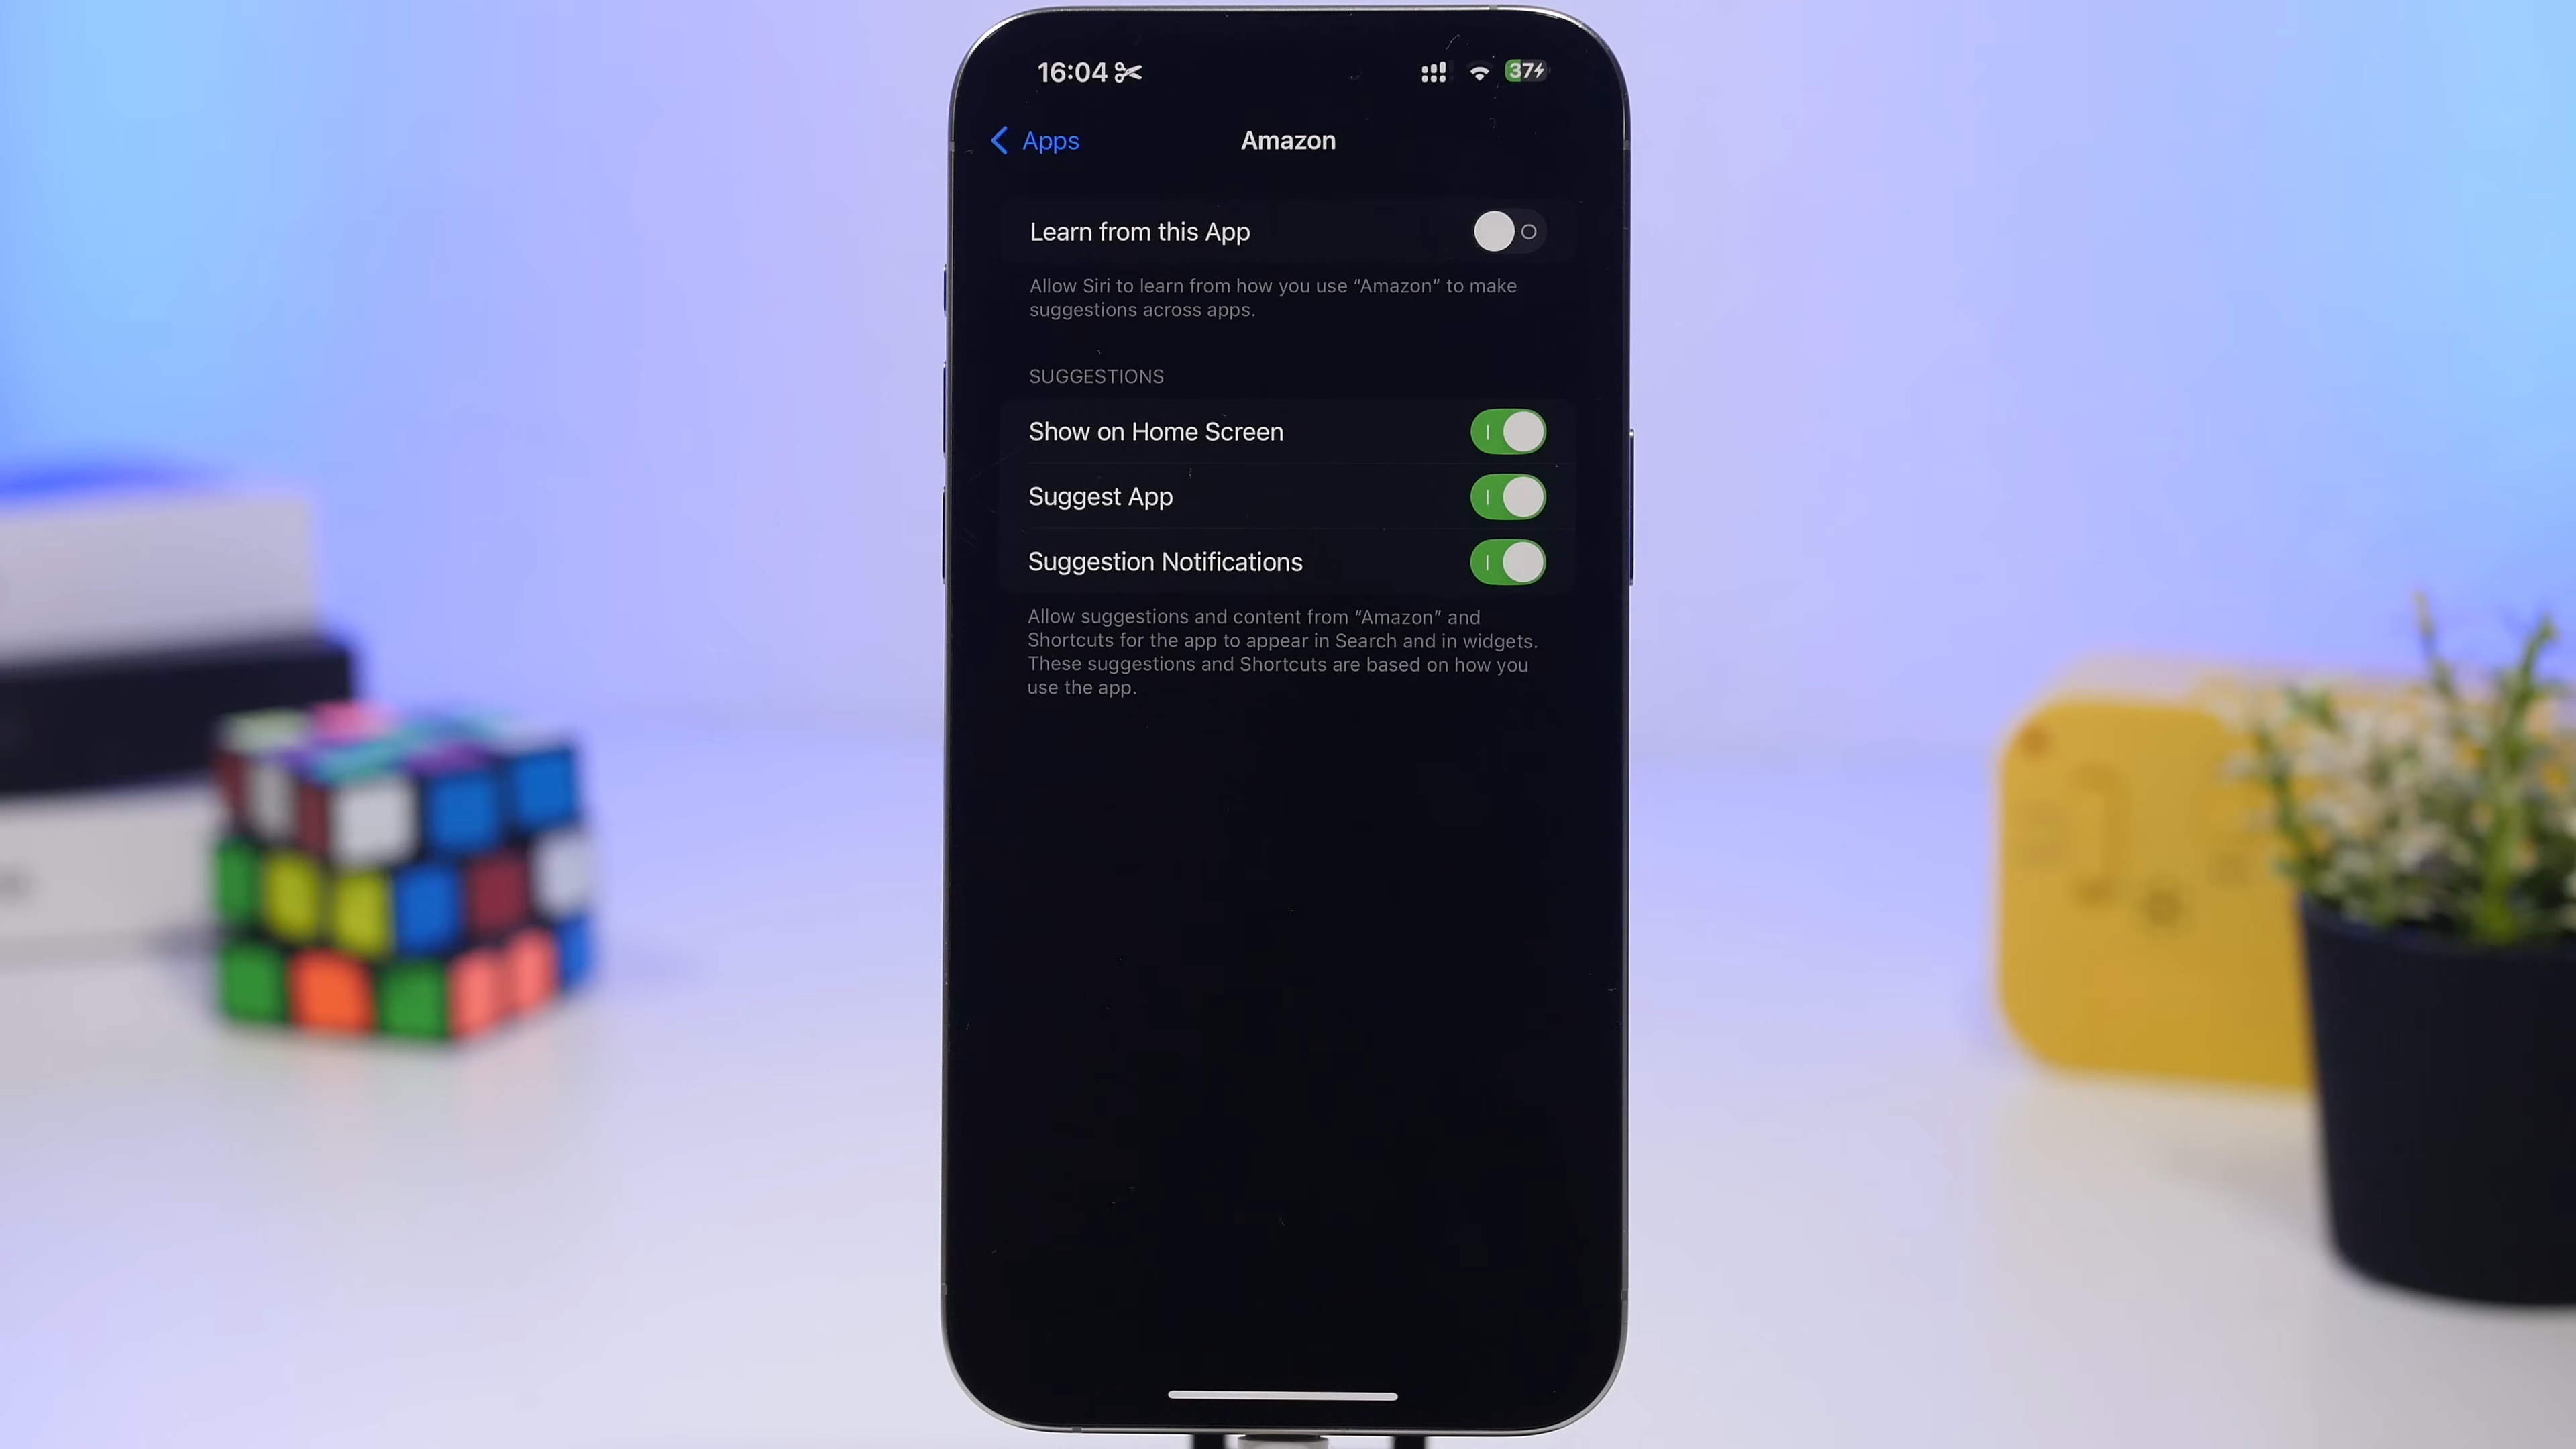 16:04
37
Apps
Amazon
Learn from this App
Allow Siri to learn from how you use “Amazon” to make
suggestions across apps.
SUGGESTIONS
Show on Home Screen
Suggest App
Suggestion Notifications
Allow suggestions and content from “Amazon” and
Shortcuts for the app to appear in Search and in widgets.
These suggestions and Shortcuts are based on how you
use the app.